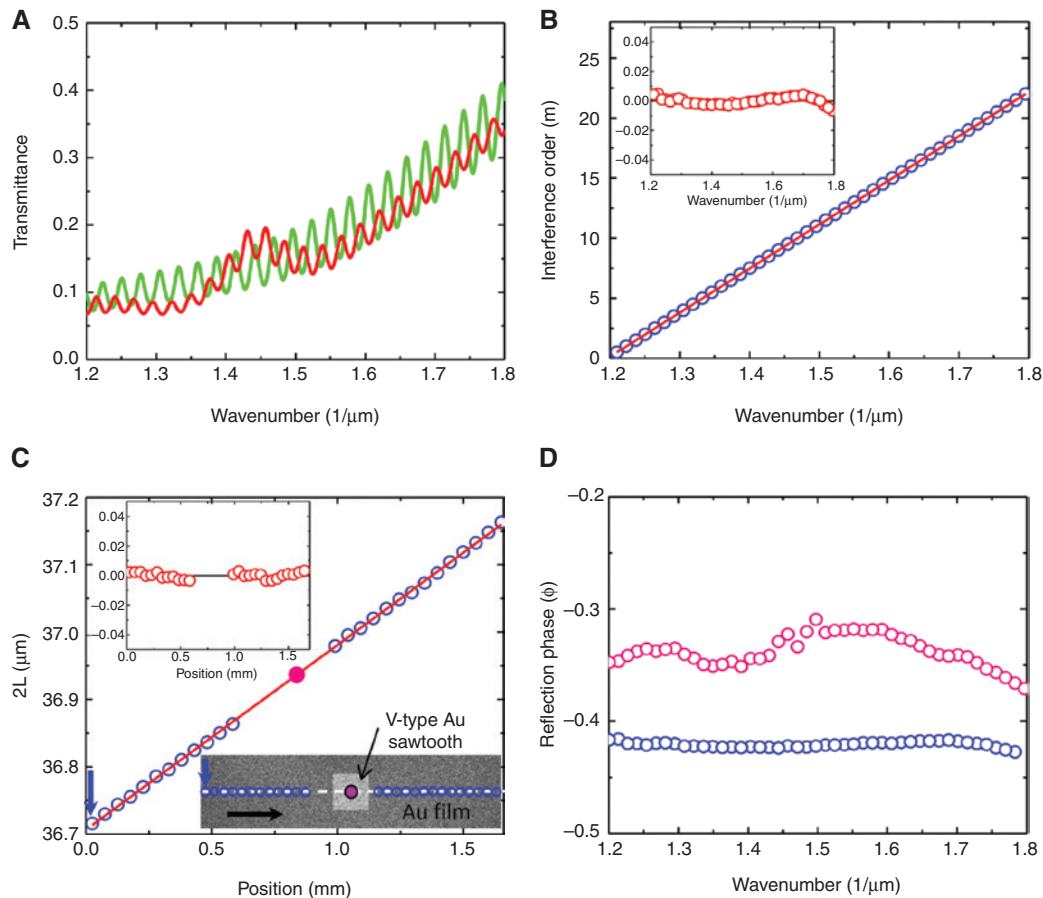 A
B
0.5
0.4
0.3
0.2
0.1
0.0
Transmittance
1.2 1.3 1.4 1.5 1.6 1.7 1.8
Wavenumber (1/μm)
25
20
15
10
5
0
Interference order (m)
0.04
0.02
0.00
−0.02
−0.04
1.2 1.4 1.6 1.8
Wavenumber (1/μm)
1.2 1.3 1.4 1.5 1.6 1.7 1.8
Wavenumber (1/μm)
C
D
37.2
37.1
37.0
36.9
36.8
36.7
2L (μm)
0.04
0.02
0.00
−0.02
−0.04
0.0 0.5 1.0 1.5
Position (mm)
V-type Au
sawtooth
Au film
0.0 0.5 1.0 1.5
Position (mm)
−0.2
−0.3
−0.4
−0.5
Reflection phase (ϕ)
1.2 1.3 1.4 1.5 1.6 1.7 1.8
Wavenumber (1/μm)